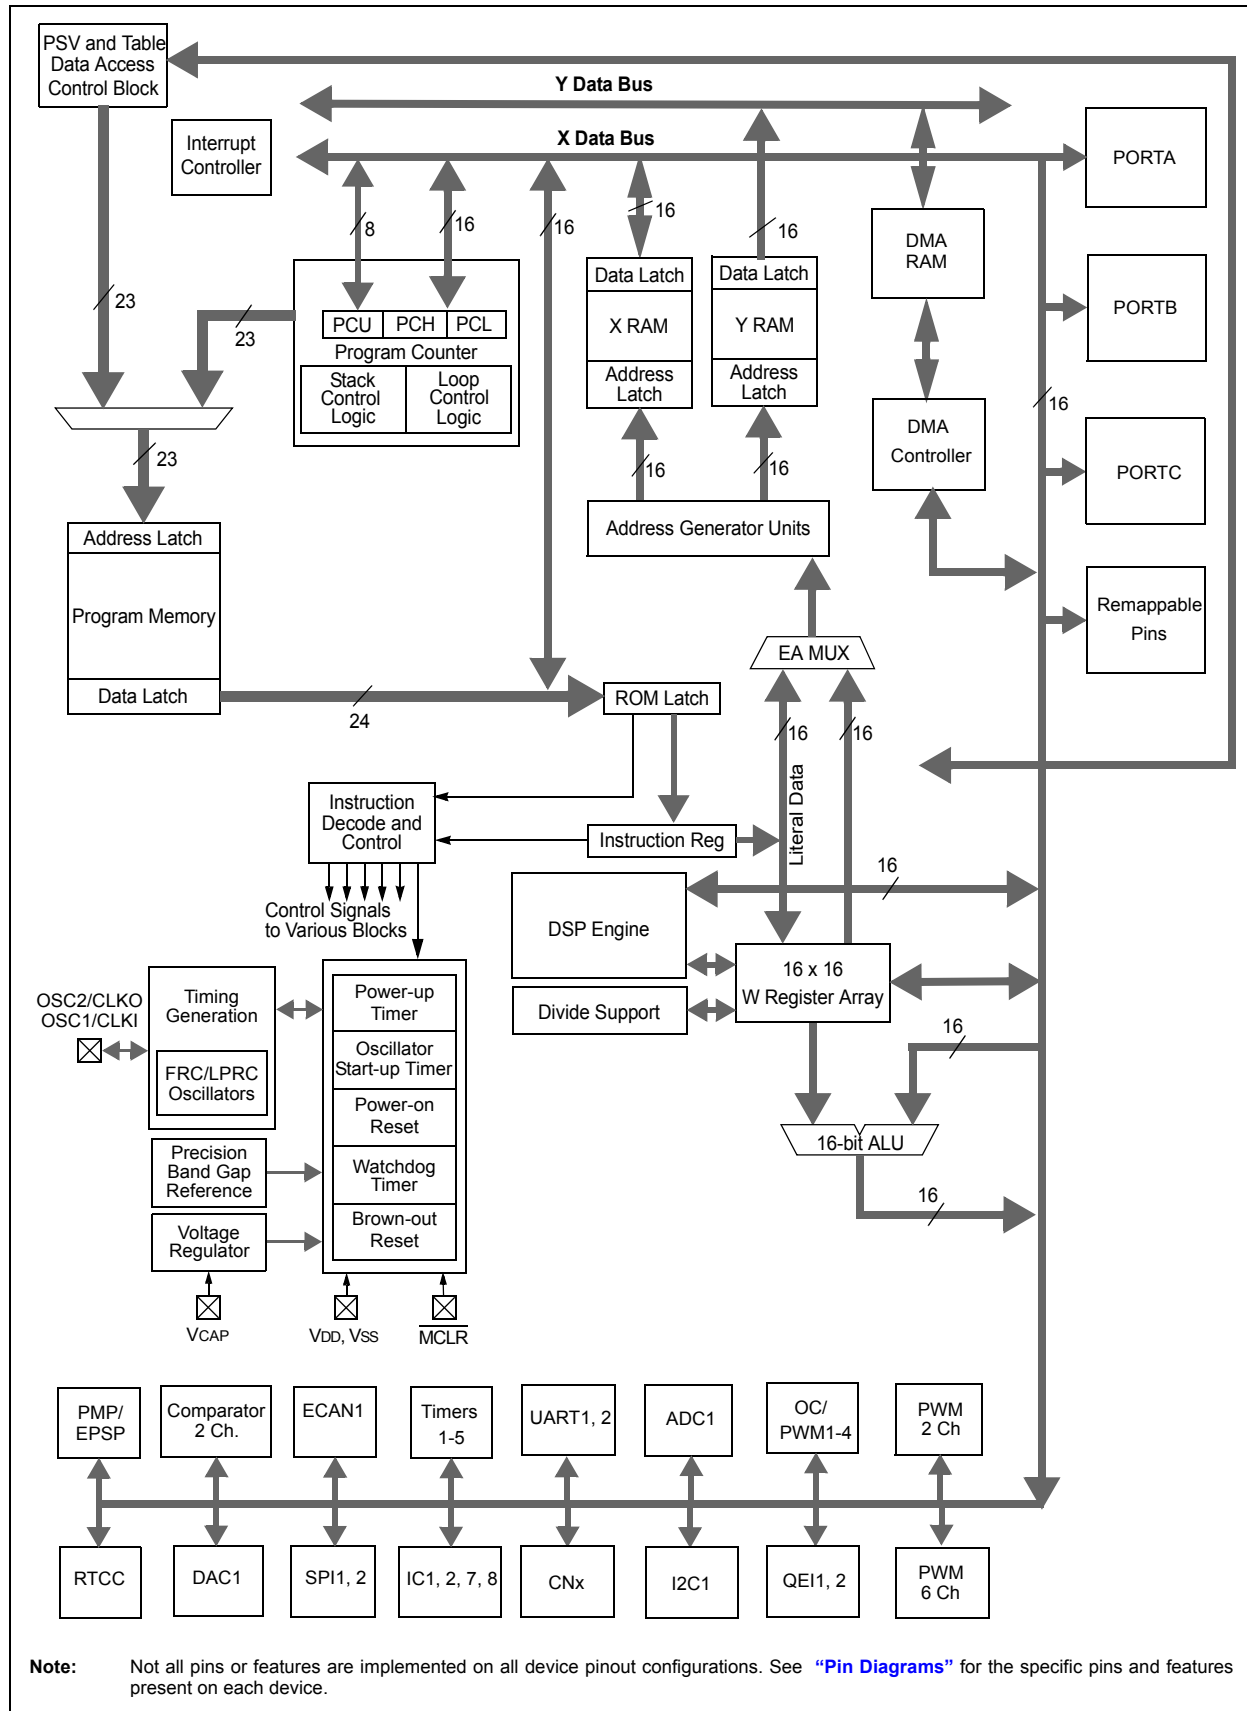 PSV and Table
Data Access
Control Block
Y Data Bus
Interrupt
Controller
X Data Bus
PORTA
8
16
16
16
16
DMA
RAM
23
23
Data Latch
Data Latch
PCU
PCH
PCL
X RAM
Y RAM
PORTB
Program Counter
Stack
Control
Logic
Loop
Control
Logic
Address
Latch
Address
Latch
16
23
16
16
DMA
Controller
PORTC
Address Latch
Address Generator Units
Program Memory
Remappable
Pins
EA MUX
Data Latch
24
ROM Latch
16
16
Literal Data
Instruction
Decode and
Control
Instruction Reg
Control Signals
to Various Blocks
16
DSP Engine
16 x 16
W Register Array
Divide Support
OSC2/CLKO
OSC1/CLKI
Timing
Generation
FRC/LPRC
Oscillators
Power-up
Timer
Oscillator
Start-up Timer
Power-on
Reset
Watchdog
Timer
Brown-out
Reset
16
16-bit ALU
16
Precision
Band Gap
Reference
Voltage
Regulator
VCAP
VDD, VSS
MCLR
PMP/
EPSP
Comparator
2 Ch.
ECAN1
Timers
1-5
UART1, 2
ADC1
OC/
PWM1-4
PWM
2 Ch
RTCC
DAC1
SPI1, 2
IC1, 2, 7, 8
CNx
I2C1
QEI1, 2
PWM
6 Ch
Note: Not all pins or features are implemented on all device pinout configurations. See “Pin Diagrams” for the specific pins and features
present on each device.